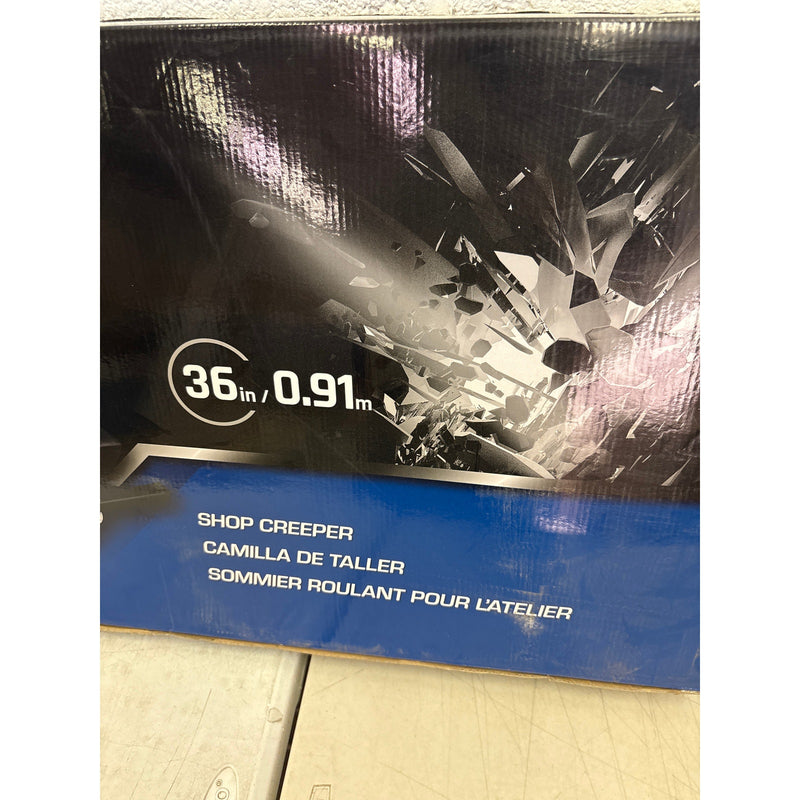 36in / 0.91m
SHOP CREEPER
CAMILLA DE TALLER
SOMMIER ROULANT POUR L'ATELIER